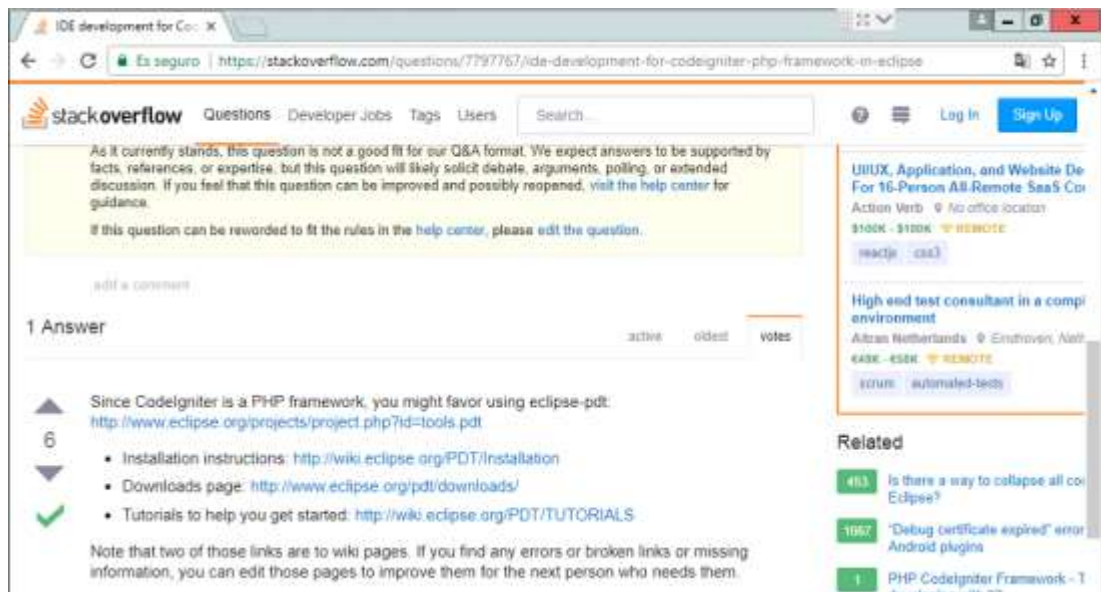 IDE development for Coc
Es seguro
https://stackoverflow.com/questions/7797767/ide-development-for-codeigniter-php-framework-in-eclipse
stackoverflow Questions Developer Jobs Tags Users Search... Log In Sign Up
As it currently stands, this question is not a good fit for our Q&A format. We expect answers to be supported by
facts, references, or expertise, but this question will likely solicit debate, arguments, polling, or extended
discussion. If you feel that this question can be improved and possibly reopened, visit the help center for
guidance.
If this question can be reworded to fit the rules in the help center, please edit the question.
add a comment
1 Answer
active oldest votes
6
Since CodeIgniter is a PHP framework, you might favor using eclipse-pdt:
http://www.eclipse.org/projects/project.php?id=tools.pdt
• Installation instructions: http://wiki.eclipse.org/PDT/Installation
• Downloads page: http://www.eclipse.org/pdt/downloads/
• Tutorials to help you get started: http://wiki.eclipse.org/PDT/TUTORIALS
Note that two of those links are to wiki pages. If you find any errors or broken links or missing
information, you can edit those pages to improve them for the next person who needs them.
UI/UX, Application, and Website De
For 16-Person All-Remote SaaS Co
Action Verb No office location
$100K - $100K REMOTE
reactjs css3
High end test consultant in a compl
environment
Altran Netherlands Eindhoven, Neth
€40K - €50K REMOTE
scrum automated-tests
Related
453 Is there a way to collapse all co
Eclipse?
1667 "Debug certificate expired" error
Android plugins
1 PHP CodeIgniter Framework - T